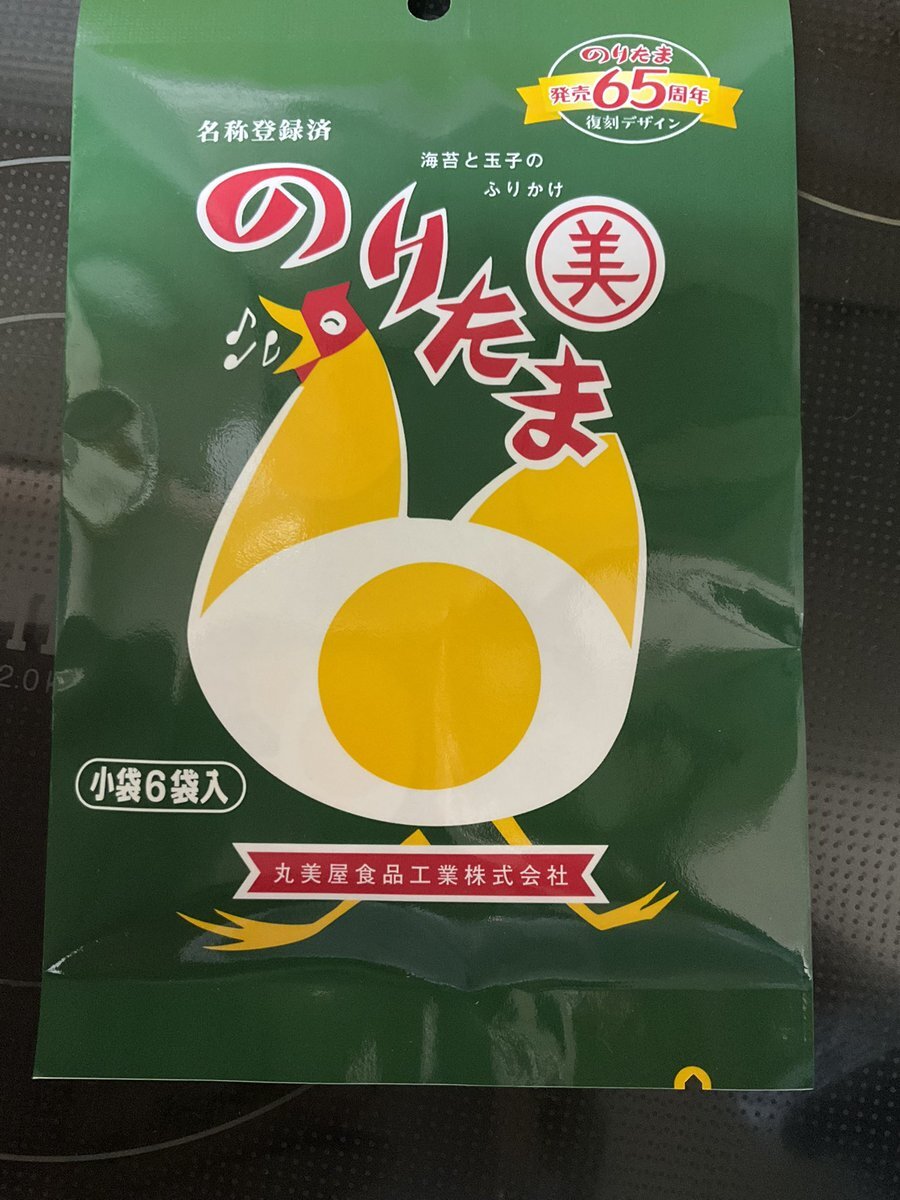 のりたま
発売65周年
復刻デザイン
名称登録済
海苔と玉子の
ふりかけ
のりたま
美
小袋6袋入
丸美屋食品工業株式会社
2.0